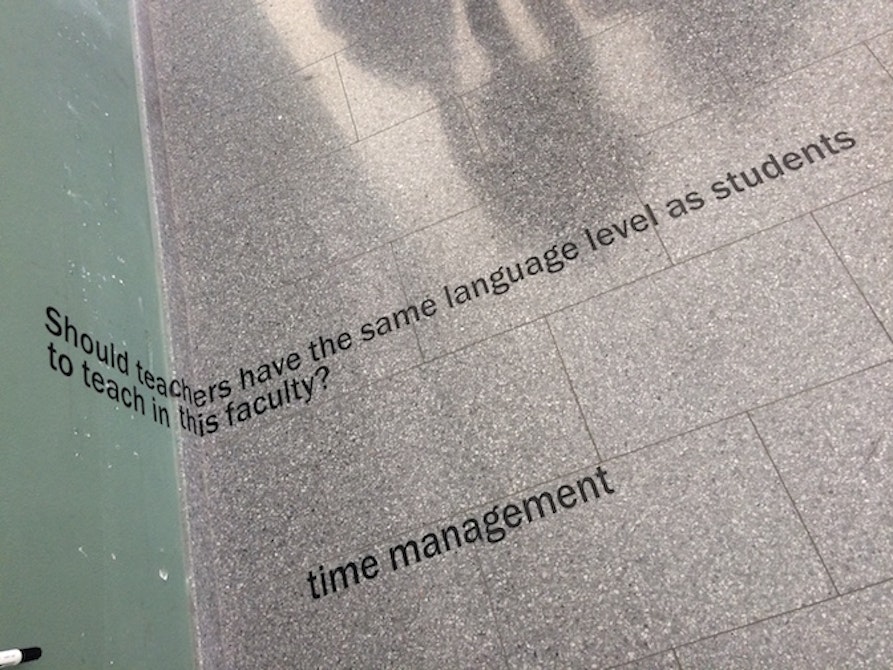 Should teachers have the same language level as students
to teach in this faculty?
time management